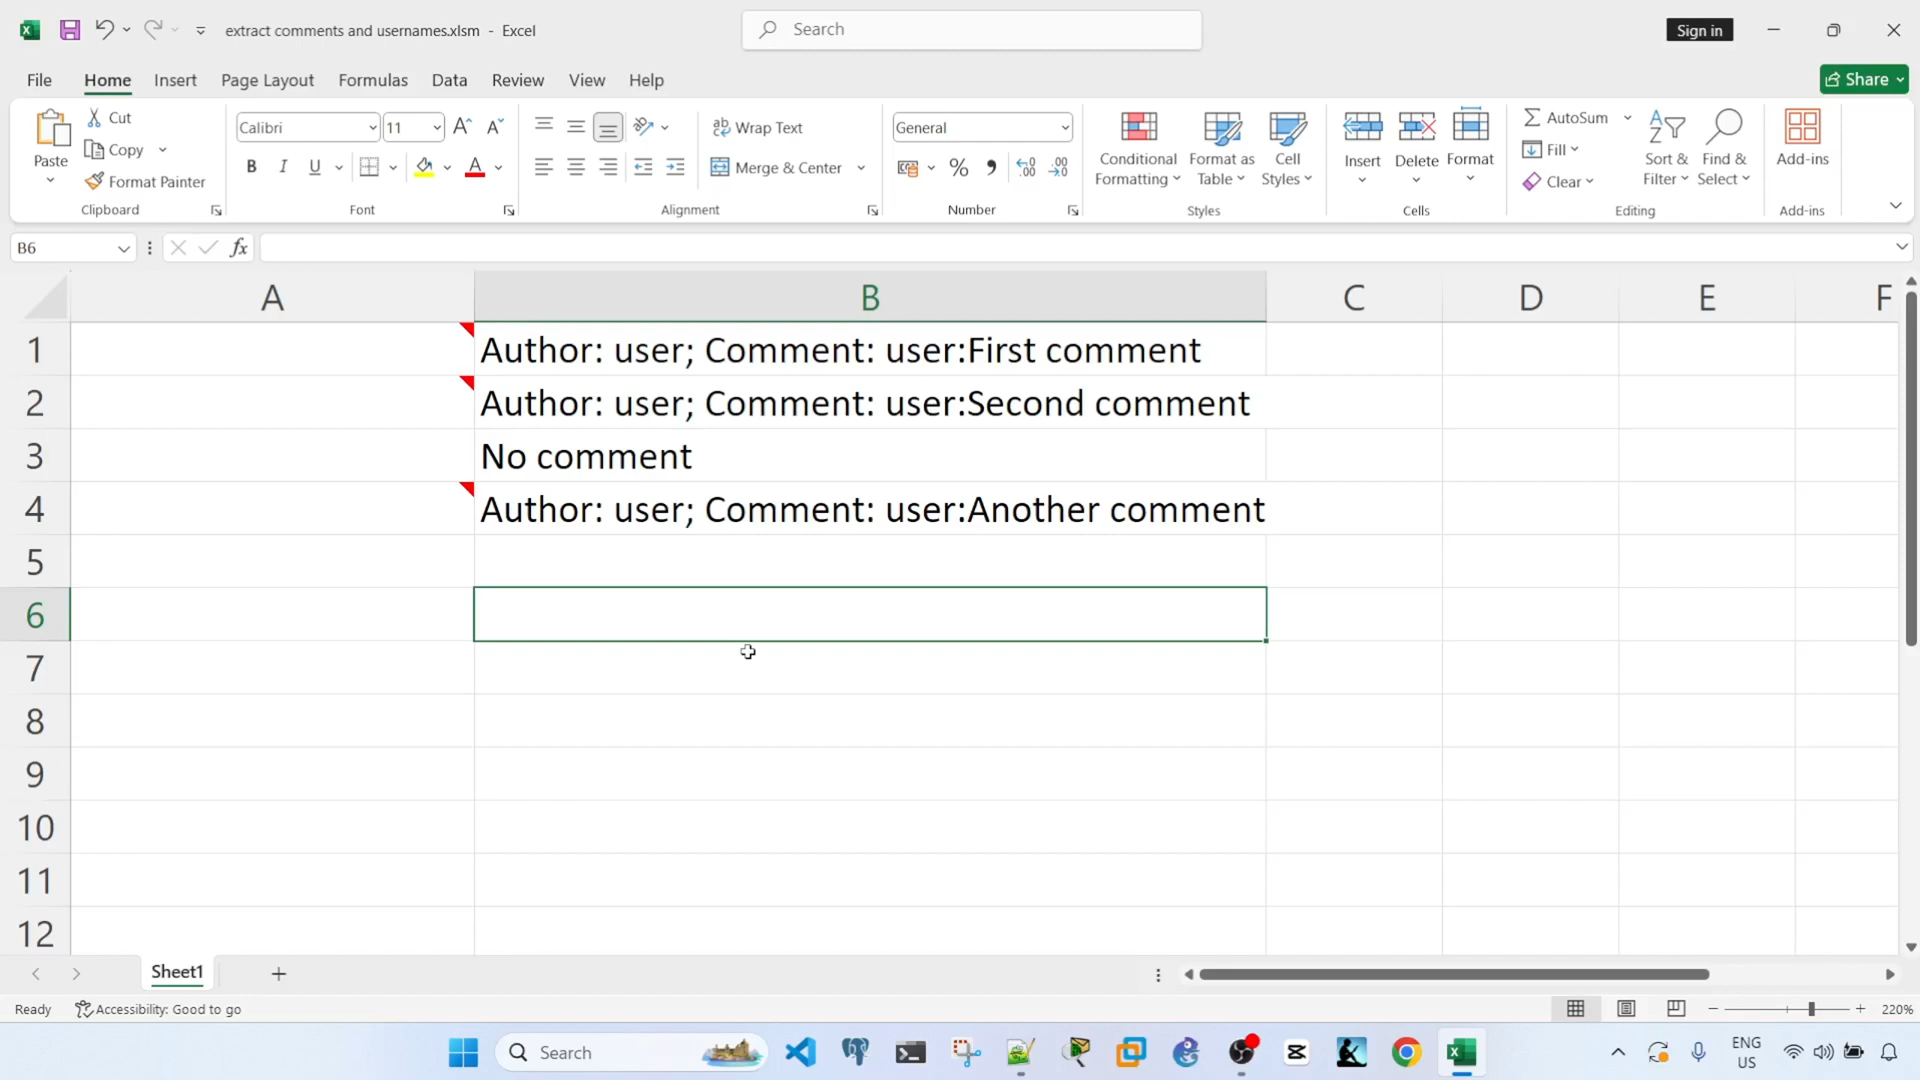 extract comments and usernames.xlsm - Excel
Search
Sign in
File Home Insert Page Layout Formulas Data Review View Help
Share
Paste
Cut
Copy
Format Painter
Clipboard
Calibri 11
B I U
Font
Wrap Text
Merge & Center
Alignment
General
Number
Conditional Formatting
Format as Table
Cell Styles
Styles
Insert
Delete
Format
Cells
AutoSum
Fill
Clear
Sort & Filter
Find & Select
Editing
Add-ins
Add-ins
B6
fx
A B C D E F
1 Author: user; Comment: user:First comment
2 Author: user; Comment: user:Second comment
3 No comment
4 Author: user; Comment: user:Another comment
5
6
7
8
9
10
11
12
Sheet1
Ready Accessibility: Good to go 220%
Search
ENG
US